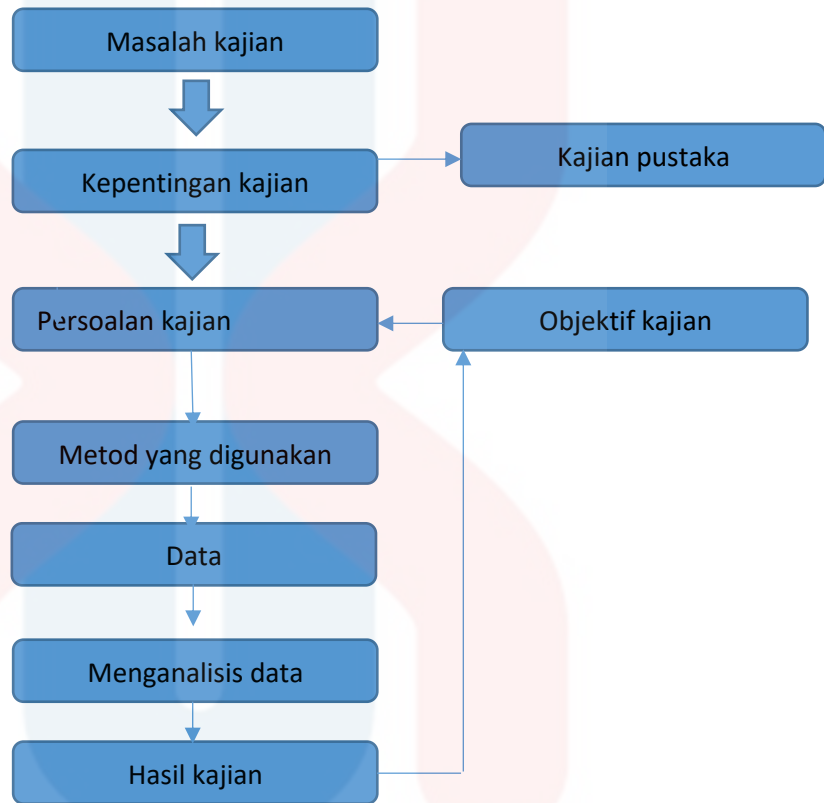 Masalah kajian
Kepentingan kajian
Kajian pustaka
Persoalan kajian
Objektif kajian
Metod yang digunakan
Data
Menganalisis data
Hasil kajian